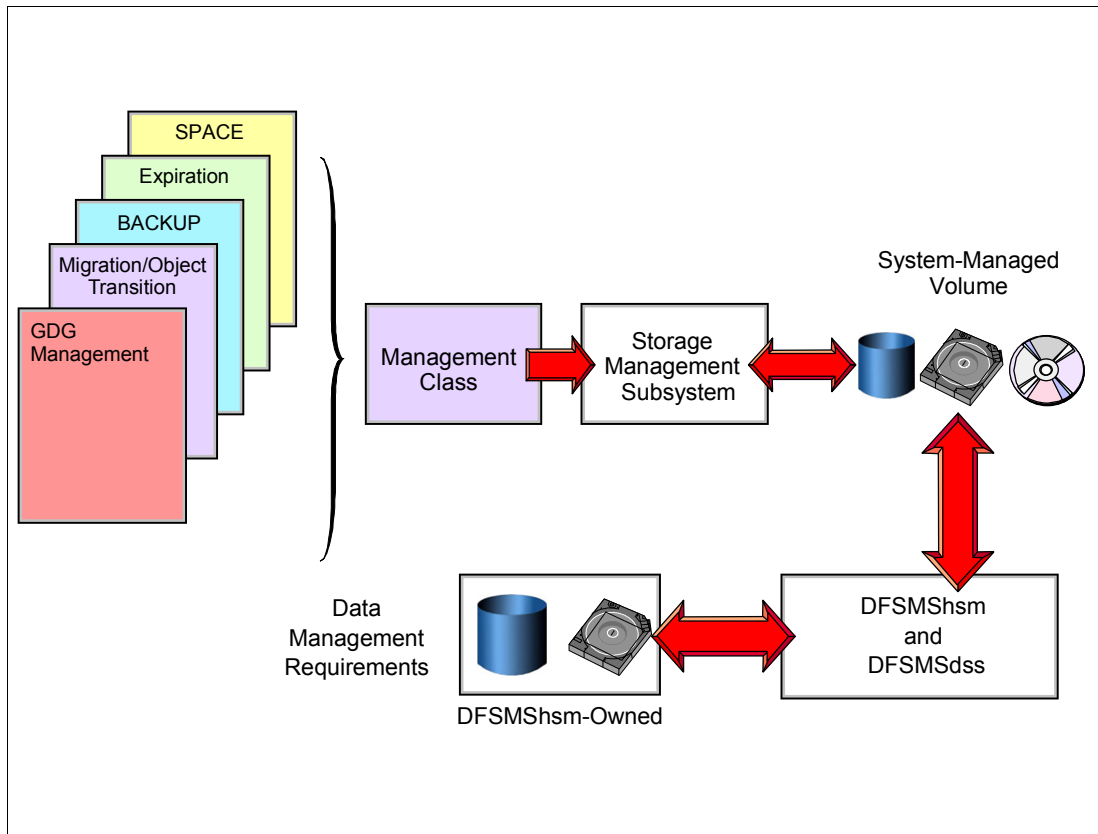 SPACE
Expiration
BACKUP
Migration/Object
Transition
GDG
Management
Management
Class
Storage
Management
Subsystem
System-Managed
Volume
Data
Management
Requirements
DFSMShsm-Owned
DFSMShsm
and
DFSMSdss